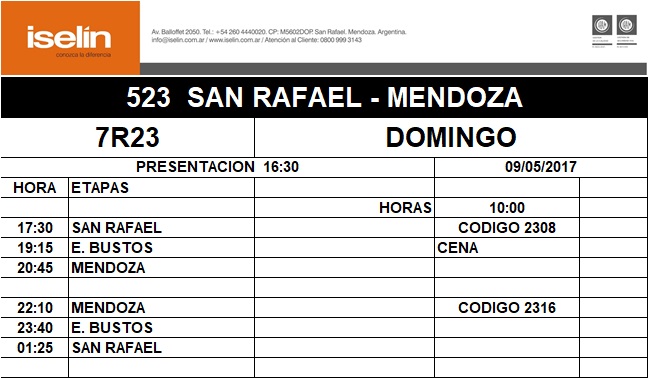 iselín
conozca la diferencia
Av. Balloffet 2050. Tel.: +54 260 4440020. CP: M5602DOP. San Rafael. Mendoza. Argentina.
info@iselin.com.ar / www.iselin.com.ar / Atención al Cliente: 0800 999 3143
523 SAN RAFAEL - MENDOZA
7R23 DOMINGO
PRESENTACION 16:30 09/05/2017
HORA ETAPAS
HORAS 10:00
17:30 SAN RAFAEL CODIGO 2308
19:15 E. BUSTOS CENA
20:45 MENDOZA
22:10 MENDOZA CODIGO 2316
23:40 E. BUSTOS
01:25 SAN RAFAEL